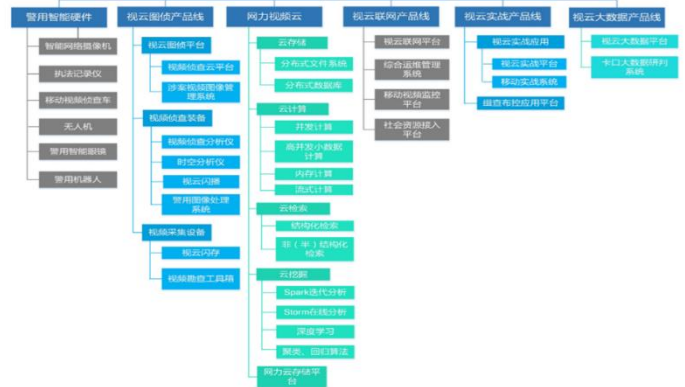 警用智能硬件
智能网络摄像机
执法记录仪
移动视频侦查车
无人机
警用智能眼镜
警用机器人
视云图侦产品线
视云图侦平台
视频侦查云平台
涉案视频图像管
理系统
视频侦查装备
视频侦查分析仪
时空分析仪
视云闪播
警用图像处理
系统
视频采集设备
视云闪存
视频勘查工具箱
网力视频云
云存储
分布式文件系统
分布式数据库
云计算
并发计算
高并发小数据
计算
内存计算
流式计算
云检索
结构化检索
非（半）结构化
检索
云挖掘
Spark迭代分析
Storm在线分析
深度学习
聚类、回归算法
网力云存储平
台
视云联网产品线
视云联网平台
综合运维管理
系统
移动视频监控
平台
社会资源接入
平台
视云实战产品线
视云实战应用
视云实战平台
移动实战系统
细查布控应用平台
视云大数据产品线
视云大数据平台
卡口大数据研判
系统